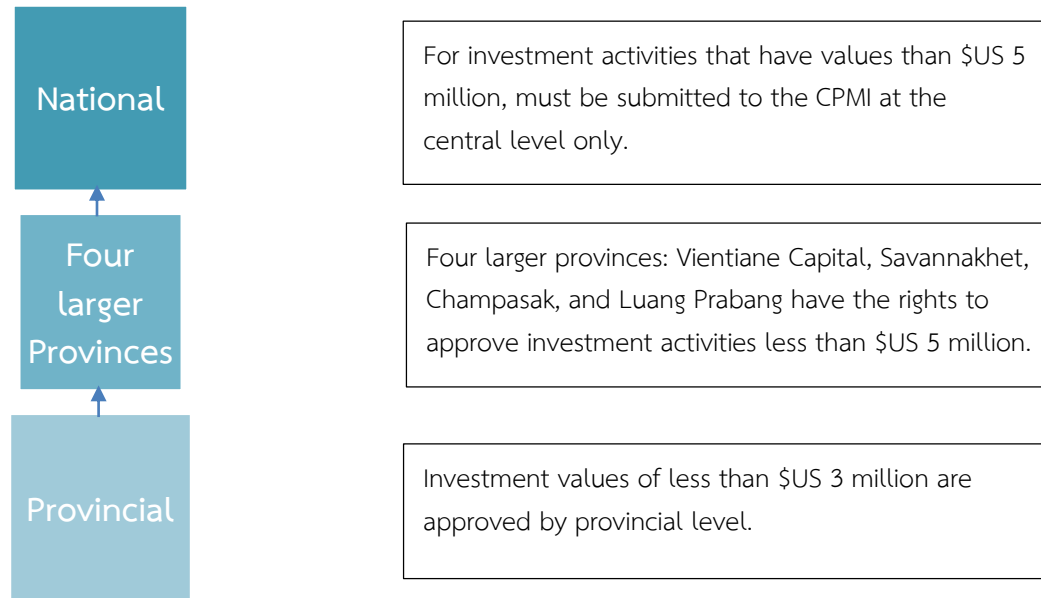 National
For investment activities that have values than $US 5
million, must be submitted to the CPMI at the
central level only.
Four
larger
Provinces
Four larger provinces: Vientiane Capital, Savannakhet,
Champasak, and Luang Prabang have the rights to
approve investment activities less than $US 5 million.
Provincial
Investment values of less than $US 3 million are
approved by provincial level.